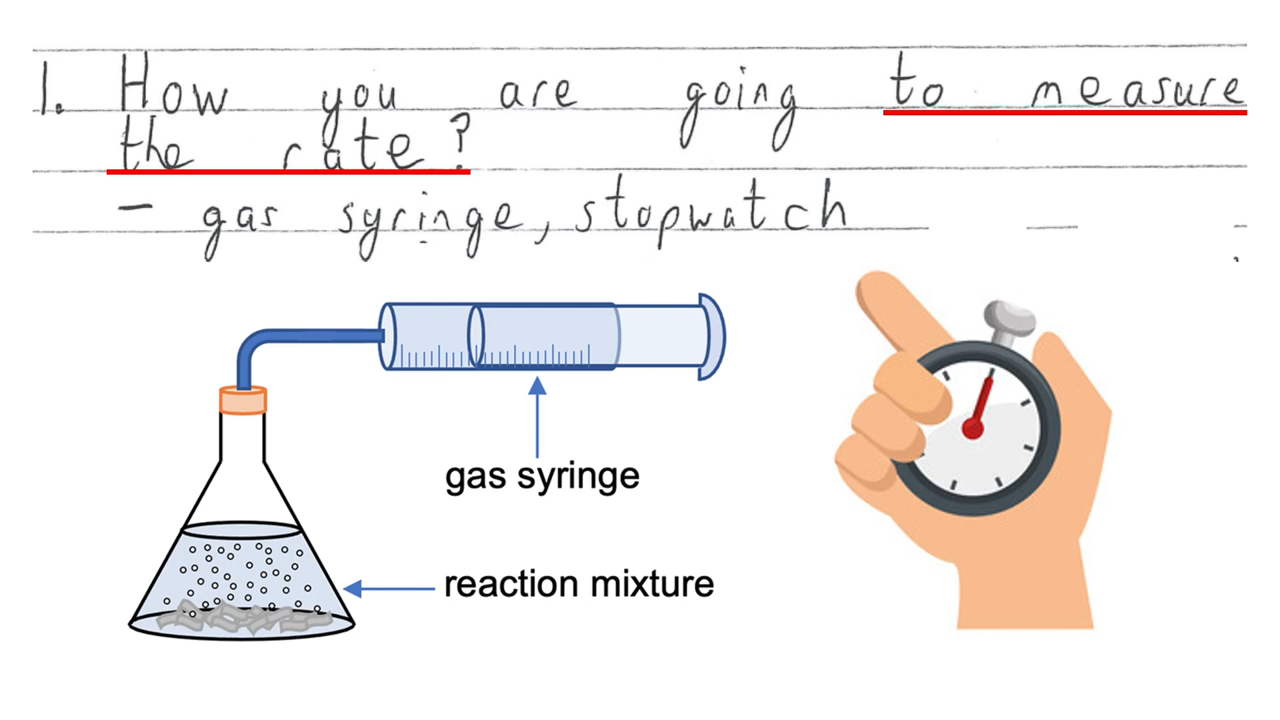 1. How you are going to measure
the rate?
- gas syringe, stopwatch
gas syringe
reaction mixture